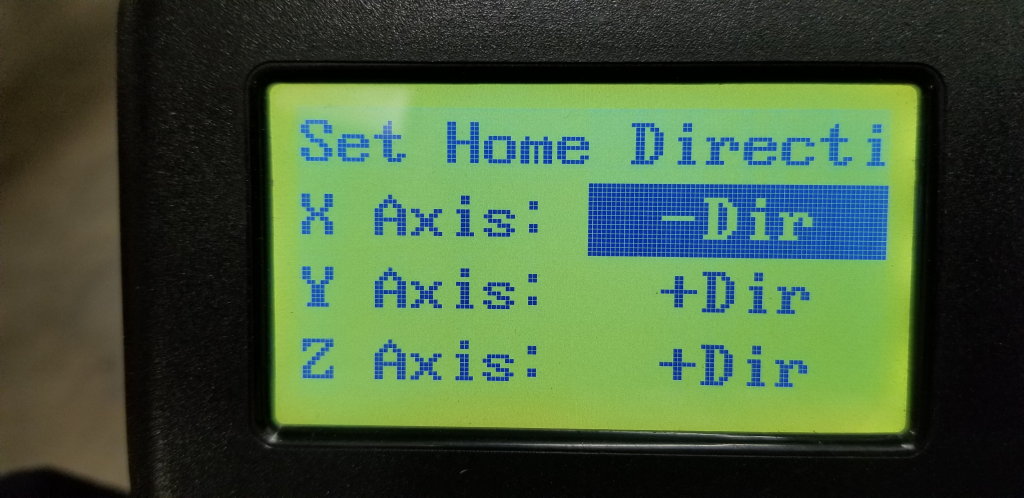 Set Home Directi
X Axis: -Dir
Y Axis: +Dir
Z Axis: +Dir